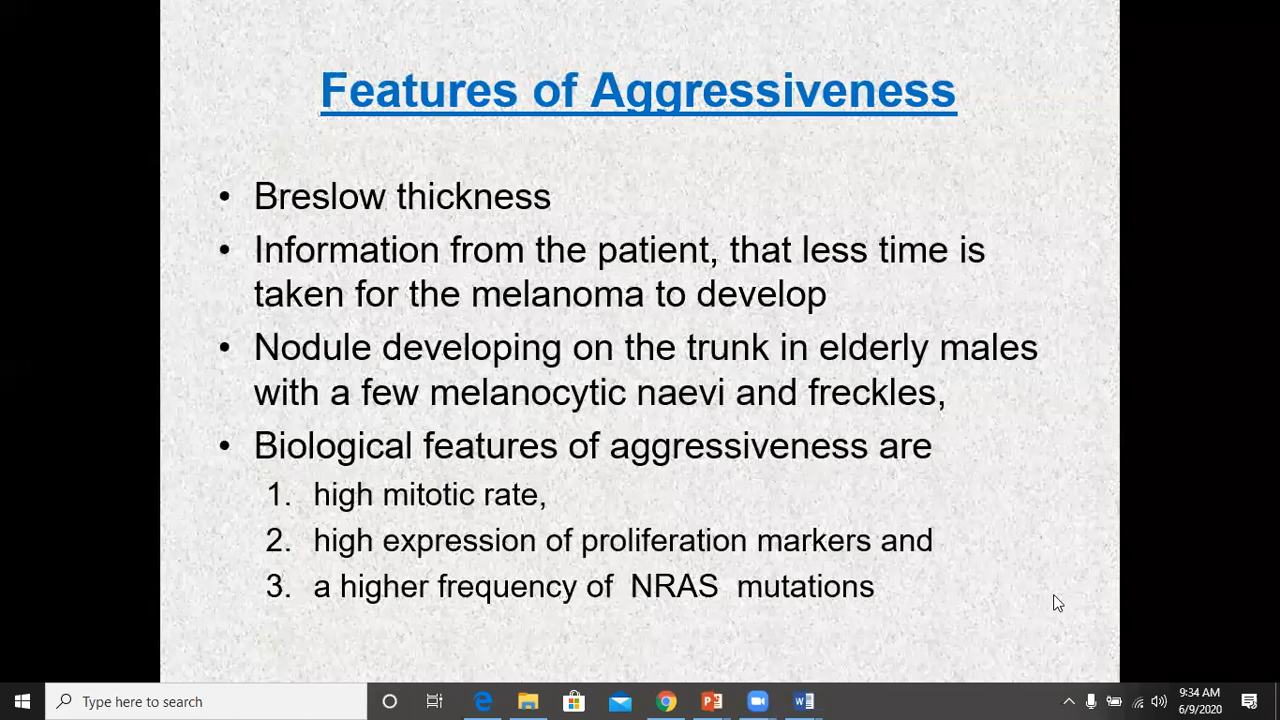 Features of Aggressiveness
• Breslow thickness
• Information from the patient, that less time is
taken for the melanoma to develop
• Nodule developing on the trunk in elderly males
with a few melanocytic naevi and freckles,
• Biological features of aggressiveness are
1. high mitotic rate,
2. high expression of proliferation markers and
3. a higher frequency of NRAS mutations
Type here to search
9:34 AM
6/9/2020